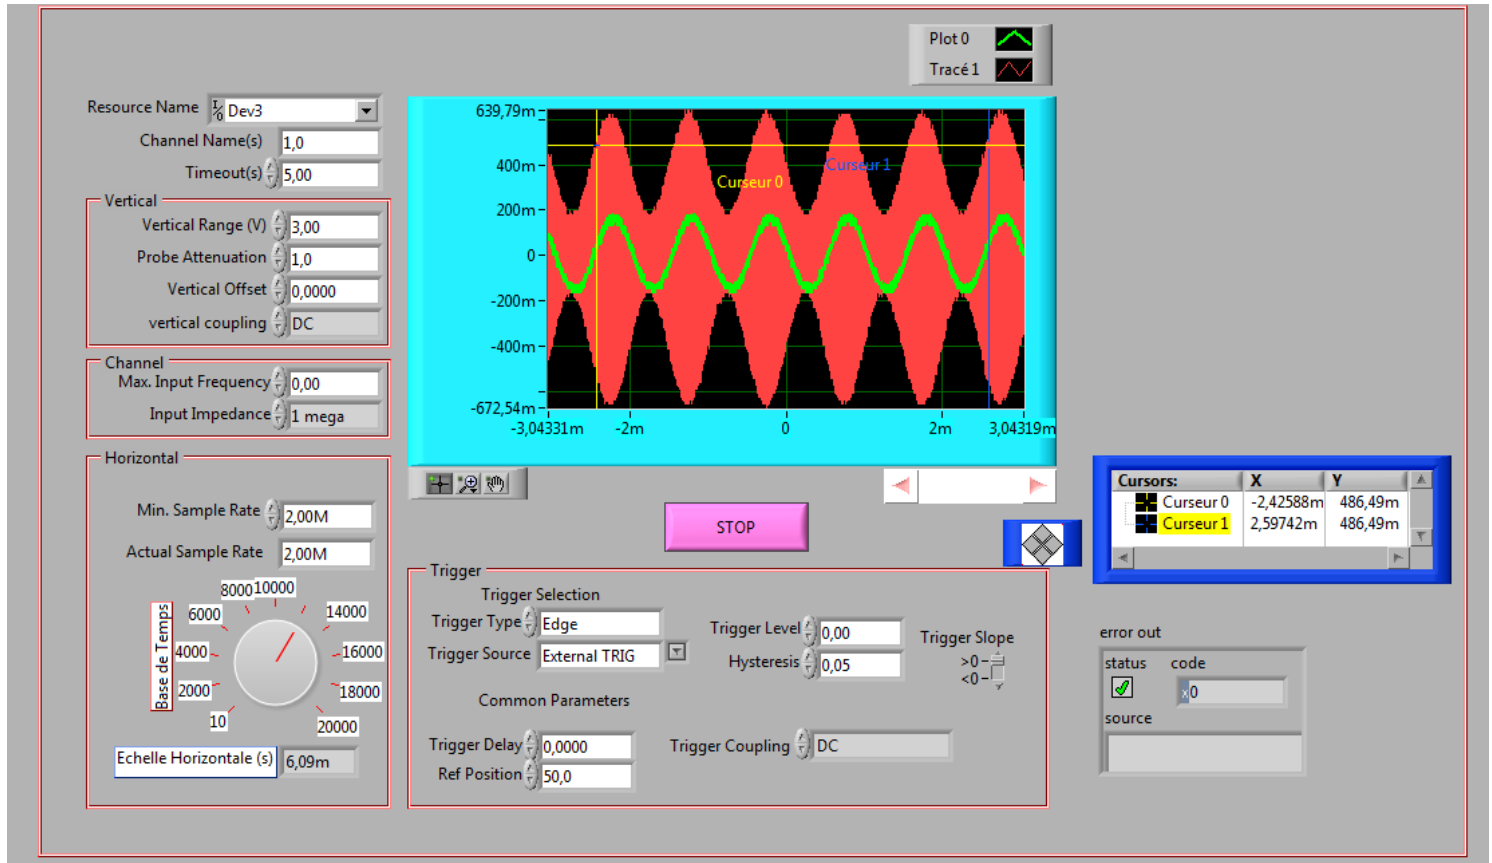 Plot 0
Tracé 1
Resource Name I/0 Dev3
Channel Name(s) 1,0
Timeout(s) 5,00
Vertical
Vertical Range (V) 3,00
Probe Attenuation 1,0
Vertical Offset 0,0000
vertical coupling DC
Channel
Max. Input Frequency 0,00
Input Impedance 1 mega
Horizontal
Min. Sample Rate 2,00M
Actual Sample Rate 2,00M
Base de Temps
10
2000
4000
6000
8000
10000
14000
16000
18000
20000
Echelle Horizontale (s) 6,09m
639,79m
400m
200m
0
-200m
-400m
-672,54m
Curseur 0
Curseur 1
-3,04331m -2m 0 2m 3,04319m
STOP
Cursors: X Y
Curseur 0 -2,42588m 486,49m
Curseur 1 2,59742m 486,49m
Trigger
Trigger Selection
Trigger Type Edge
Trigger Source External TRIG
Trigger Level 0,00
Hysteresis 0,05
Trigger Slope
>0
<0
Common Parameters
Trigger Delay 0,0000
Ref Position 50,0
Trigger Coupling DC
error out
status code
x0
source